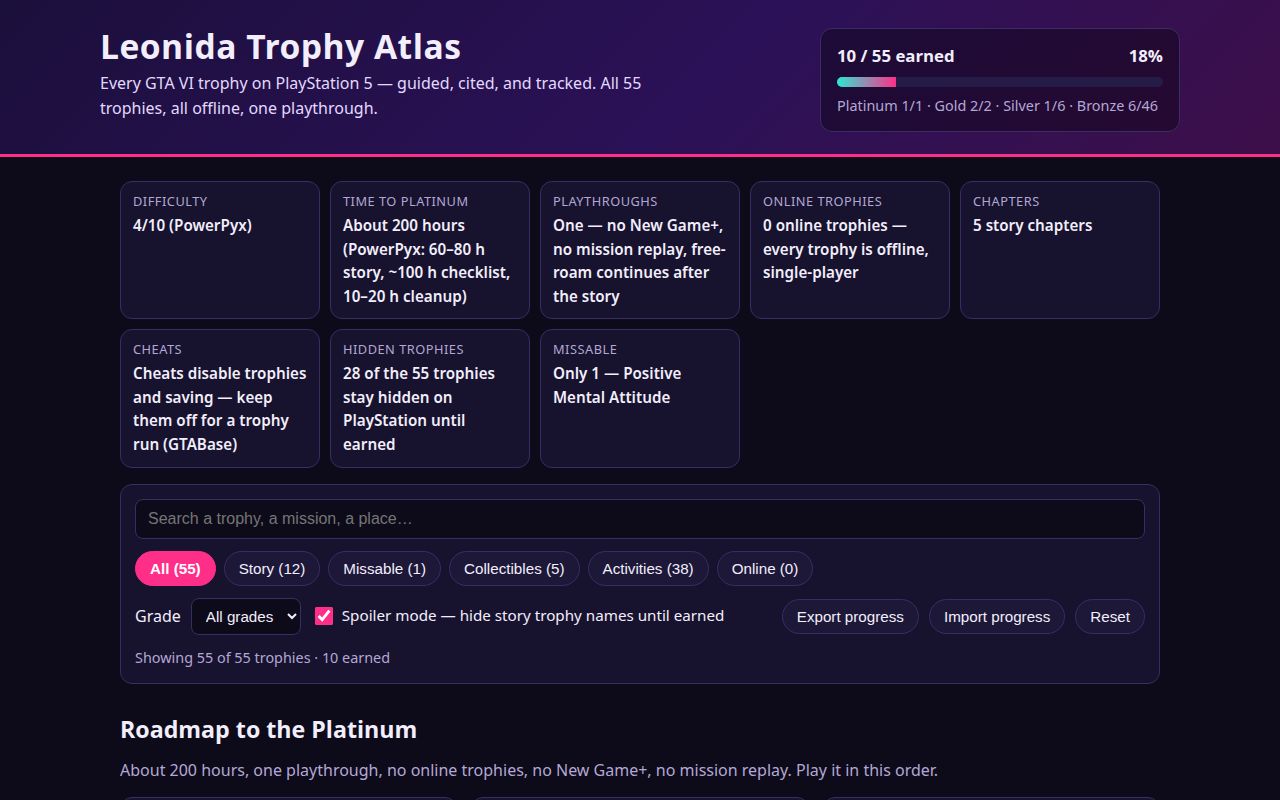 Leonida Trophy Atlas
Every GTA VI trophy on PlayStation 5 — guided, cited, and tracked. All 55
trophies, all offline, one playthrough.
10 / 55 earned 18%
Platinum 1/1 · Gold 2/2 · Silver 1/6 · Bronze 6/46
DIFFICULTY
4/10 (PowerPyx)
TIME TO PLATINUM
About 200 hours
(PowerPyx: 60–80 h
story, ~100 h checklist,
10–20 h cleanup)
PLAYTHROUGHS
One — no New Game+,
no mission replay, free-
roam continues after
the story
ONLINE TROPHIES
0 online trophies —
every trophy is offline,
single-player
CHAPTERS
5 story chapters
CHEATS
Cheats disable trophies
and saving — keep
them off for a trophy
run (GTABase)
HIDDEN TROPHIES
28 of the 55 trophies
stay hidden on
PlayStation until
earned
MISSABLE
Only 1 — Positive
Mental Attitude
Search a trophy, a mission, a place…
All (55) Story (12) Missable (1) Collectibles (5) Activities (38) Online (0)
Grade All grades Spoiler mode — hide story trophy names until earned Export progress Import progress Reset
Showing 55 of 55 trophies · 10 earned
Roadmap to the Platinum
About 200 hours, one playthrough, no online trophies, no New Game+, no mission replay. Play it in this order.